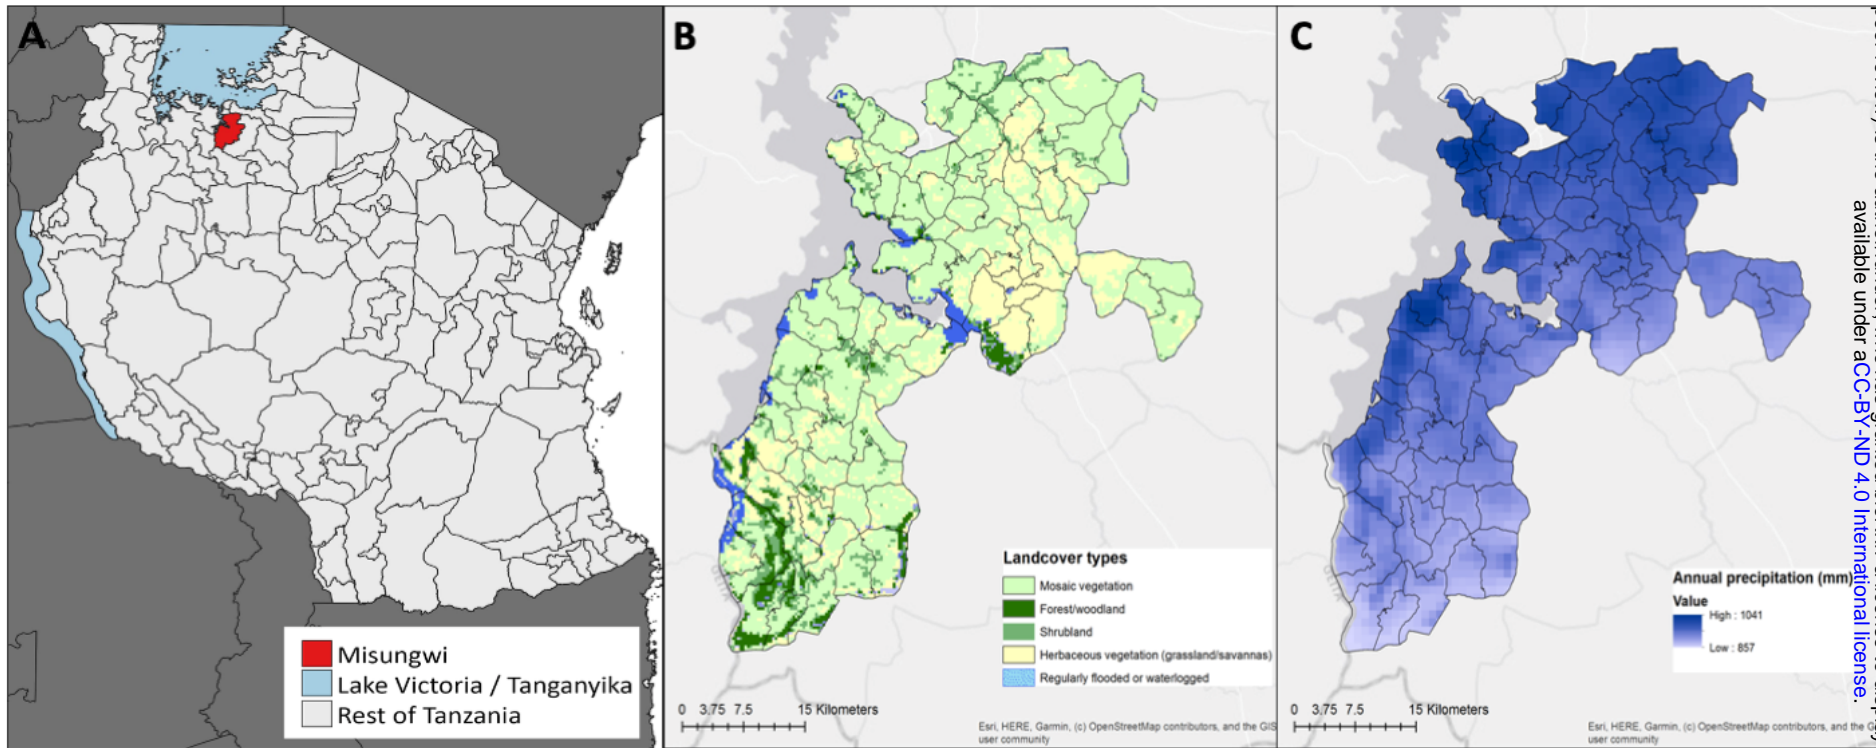 A
Misungwi
Lake Victoria / Tanganyika
Rest of Tanzania
B
Landcover types
Mosaic vegetation
Forest/woodland
Shrubland
Herbaceous vegetation (grassland/savannas)
Regularly flooded or waterlogged
0 3.75 7.5 15 Kilometers
Esri, HERE, Garmin, (c) OpenStreetMap contributors, and the GIS
user community
C
Annual precipitation (mm)
Value
High : 1041
Low : 857
0 3.75 7.5 15 Kilometers
Esri, HERE, Garmin, (c) OpenStreetMap contributors, and the G
user community
available under aCC-BY-ND 4.0 International license.